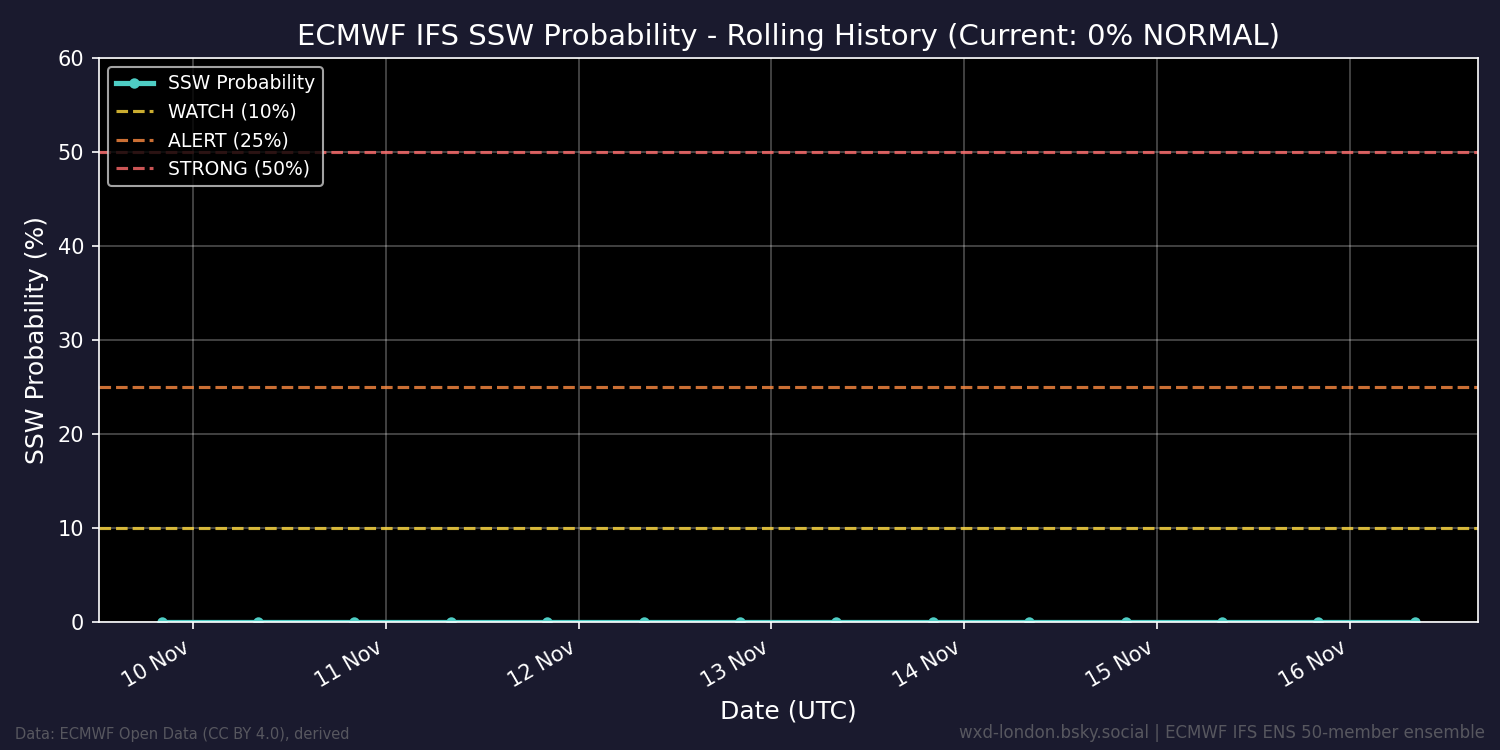 ECMWF IFS SSW Probability - Rolling History (Current: 0% NORMAL)
SSW Probability
WATCH (10%)
ALERT (25%)
STRONG (50%)
SSW Probability (%)
60
50
40
30
20
10
0
10 Nov
11 Nov
12 Nov
13 Nov
14 Nov
15 Nov
16 Nov
Date (UTC)
Data: ECMWF Open Data (CC BY 4.0), derived
wxd-london.bsky.social | ECMWF IFS ENS 50-member ensemble